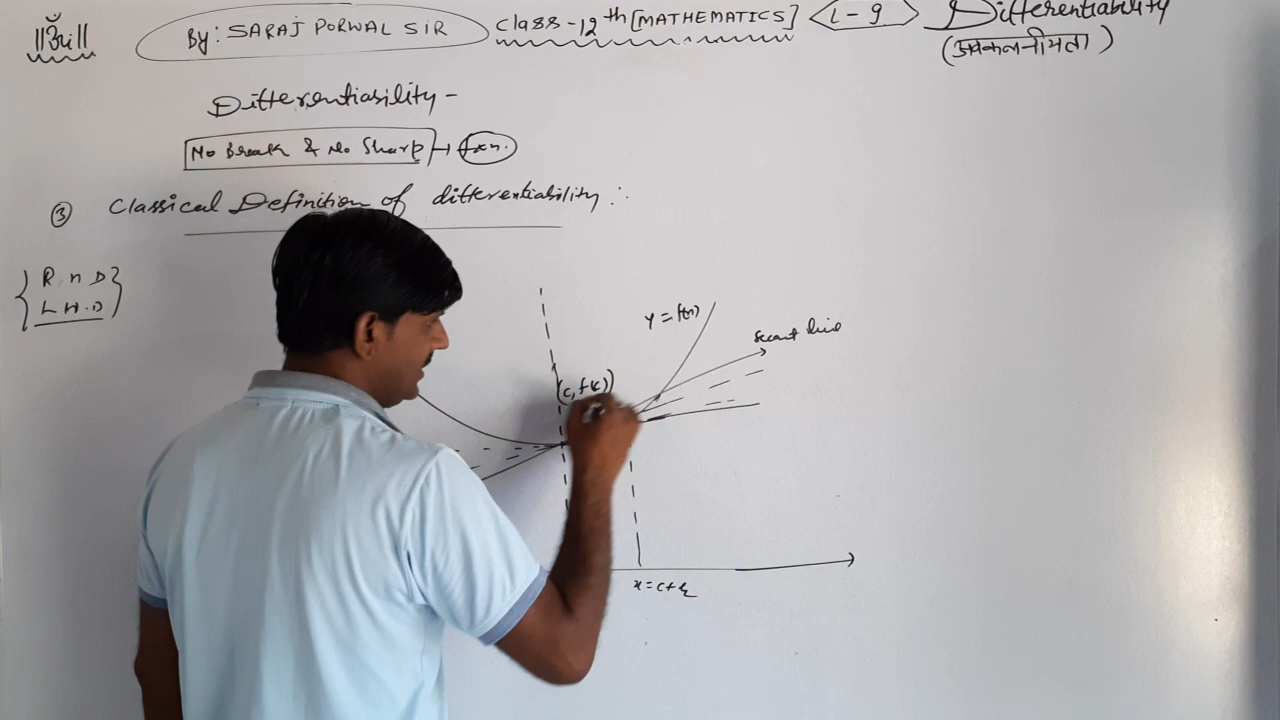 ||ॐ||
By: SARAJ PORWAL SIR
Class-12th [MATHEMATICS]
L-9
Differentiability
(अवकलनीयता)
Differentiability -
No Break & No Sharp → fxn.
③ Classical Definition of differentiability :
{ R H D }
{ L H.D }
y = f(x)
secant line
(c, f(c))
x = c+h